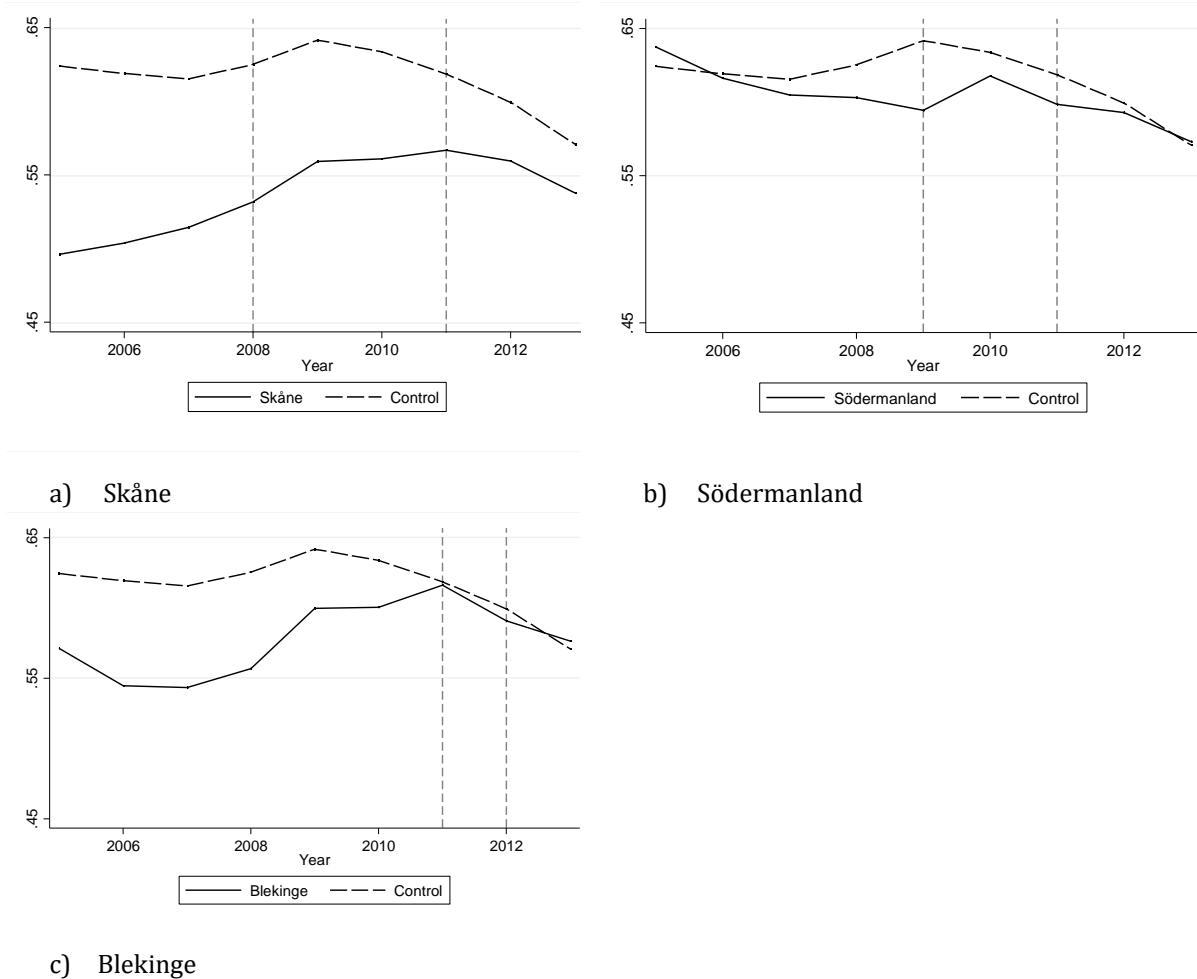 .65
.55
.45
2006 2008 2010 2012
Year
Skåne Control
a) Skåne
.65
.55
.45
2006 2008 2010 2012
Year
Södermanland Control
b) Södermanland
.65
.55
.45
2006 2008 2010 2012
Year
Blekinge Control
c) Blekinge